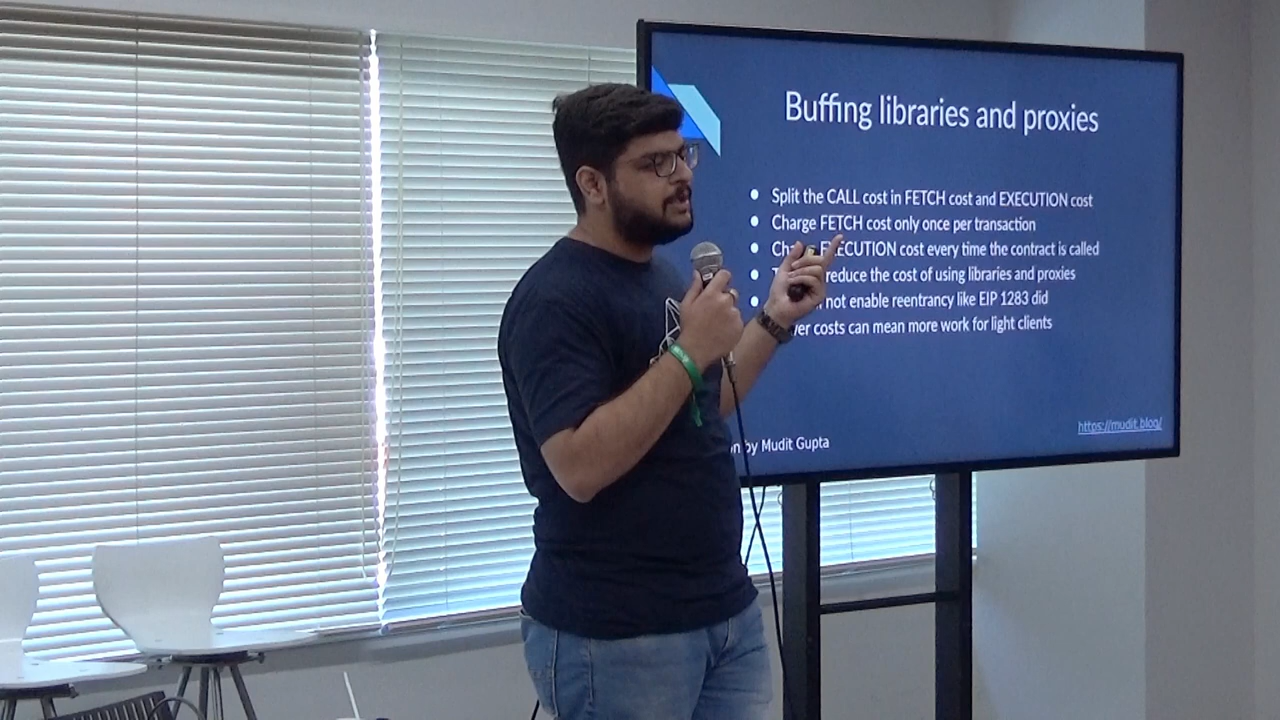 Buffing libraries and proxies
Split the CALL cost in FETCH cost and EXECUTION cost
Charge FETCH cost only once per transaction
EXECUTION cost every time the contract is called
reduce the cost of using libraries and proxies
not enable reentrancy like EIP 1283 did
costs can mean more work for light clients
https://mudit.blog/
by Mudit Gupta